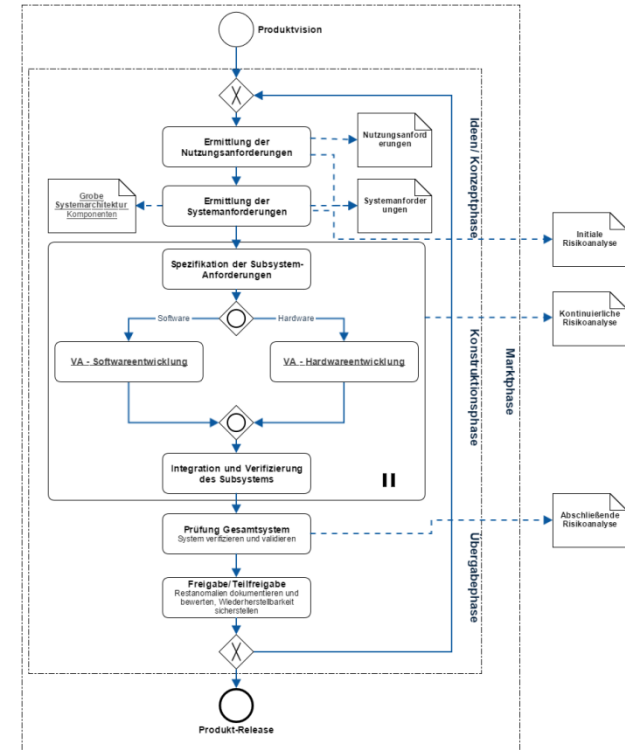 Produktvision
Ideen/ Konzeptphase
Ermittlung der
Nutzungsanforderungen
Nutzungsanford
erungen
Grobe
Systemarchitektur
Komponenten
Ermittlung der
Systemanforderungen
Systemanforder
ungen
Initiale
Risikoanalyse
Spezifikation der Subsystem-
Anforderungen
Software
Hardware
Kontinuierliche
Risikoanalyse
VA - Softwareentwicklung
VA - Hardwareentwicklung
Konstruktionsphase
Marktphase
Integration und Verifizierung
des Subsystems
Prüfung Gesamtsystem
System verifizieren und validieren
Abschließende
Risikoanalyse
Übergabephase
Freigabe/Teilfreigabe
Restanomalien dokumentieren und
bewerten, Wiederherstellbarkeit
sicherstellen
Produkt-Release